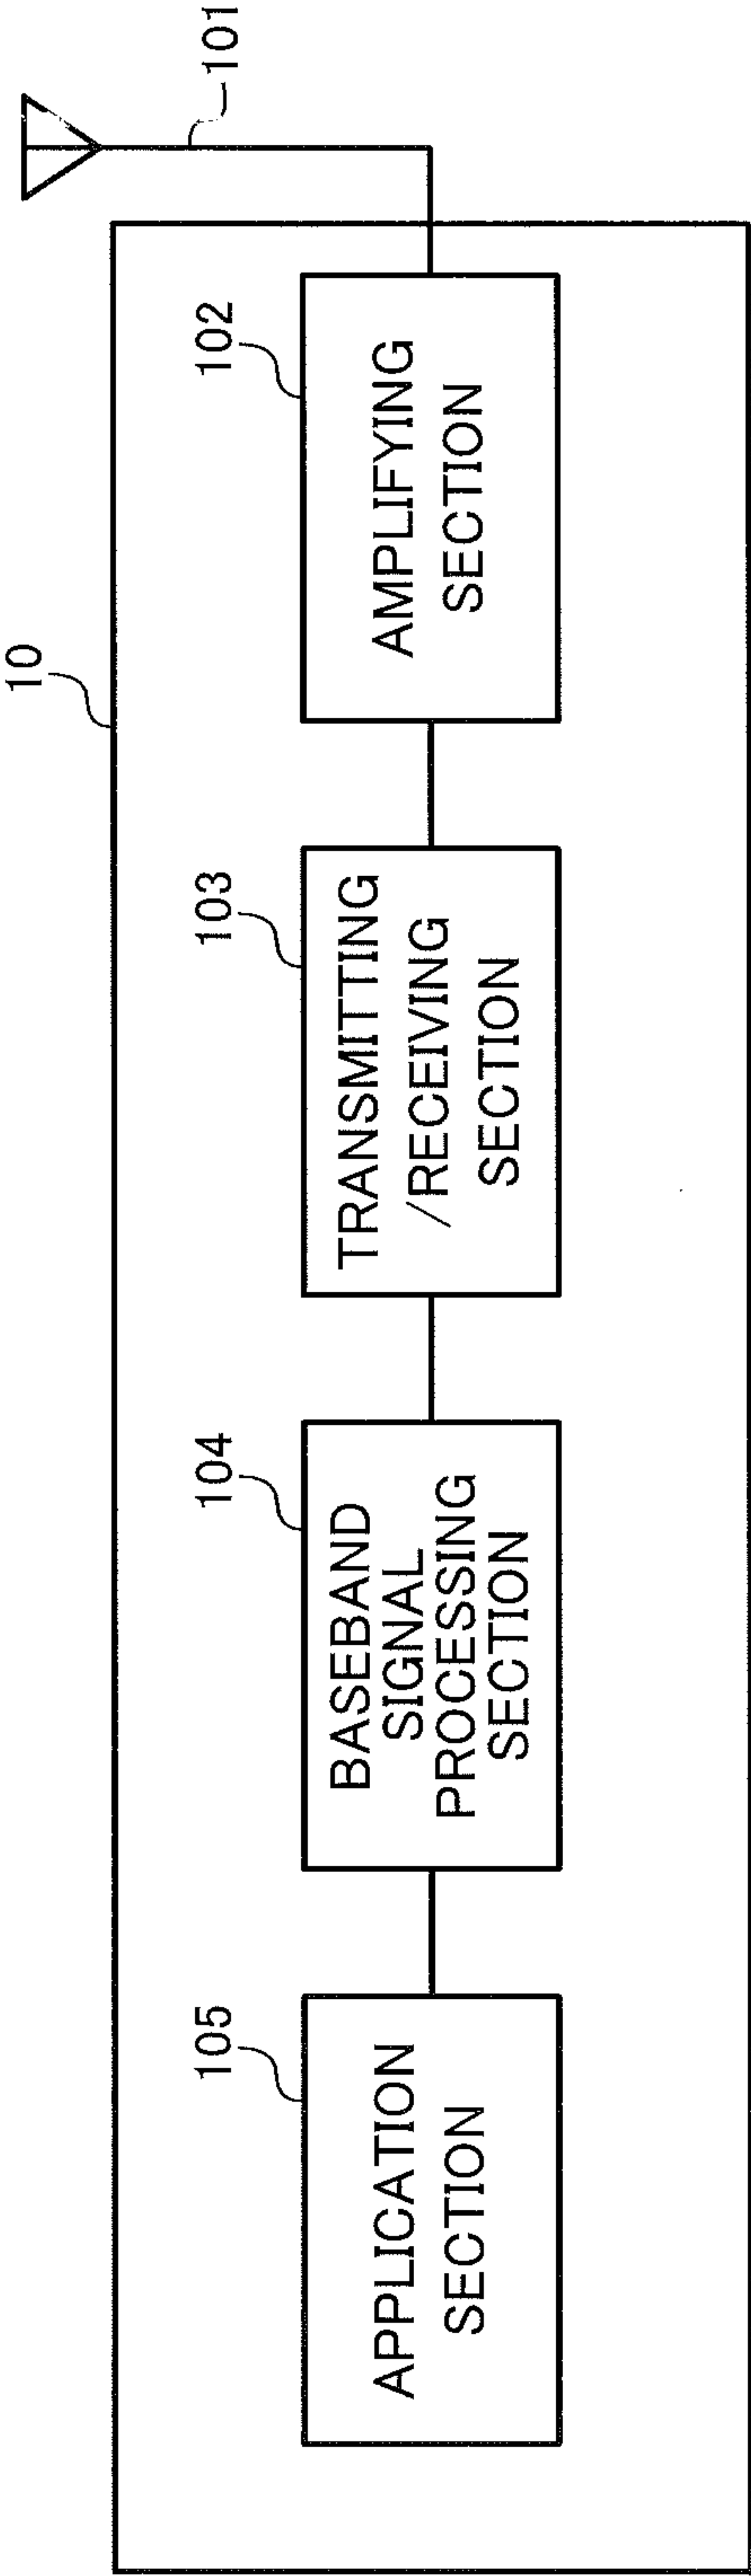 10
101
105
104
103
102
APPLICATION
SECTION
BASEBAND
SIGNAL
PROCESSING
SECTION
TRANSMITTING
/RECEIVING
SECTION
AMPLIFYING
SECTION